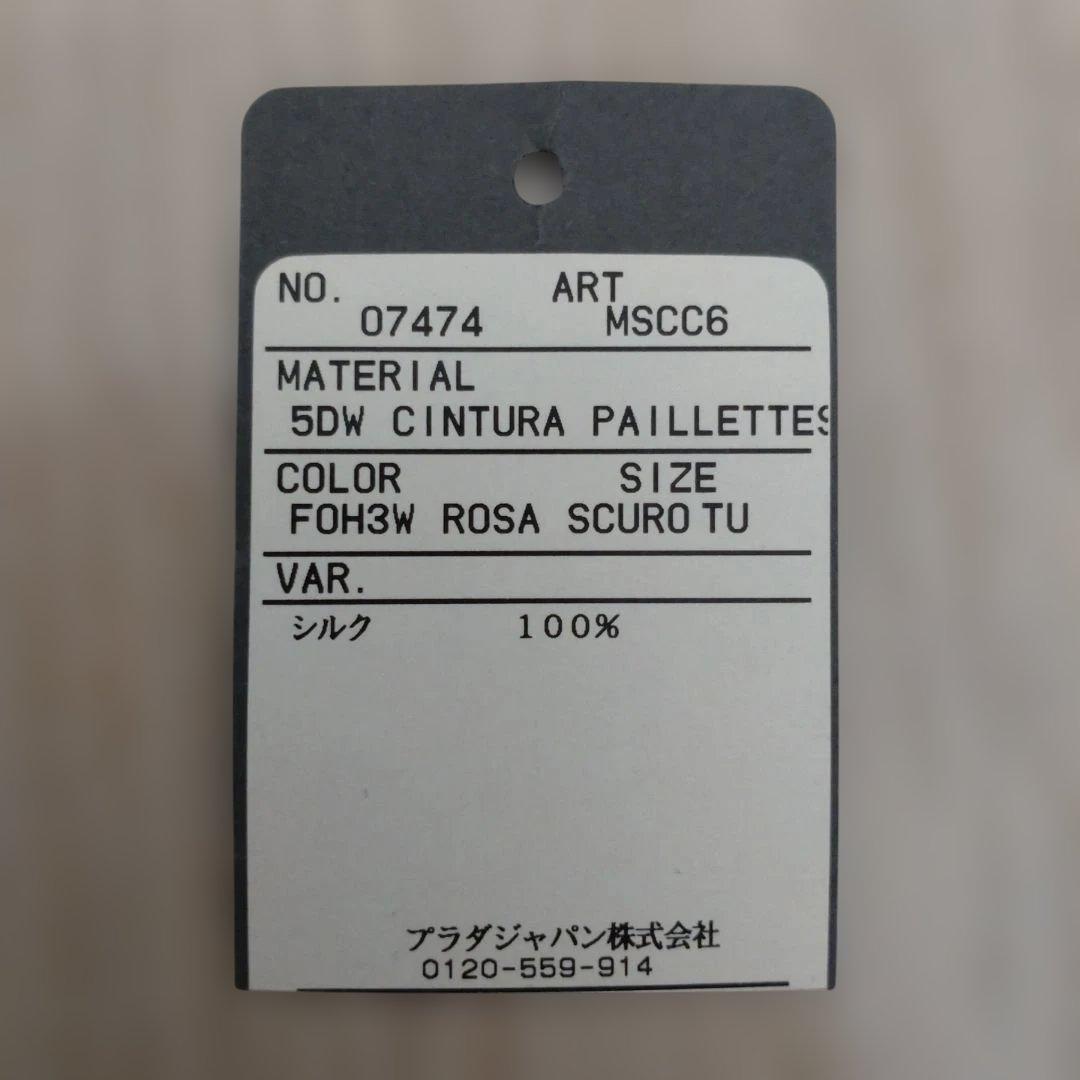 NO. ART
07474 MSCC6
MATERIAL
5DW CINTURA PAILLETTES
COLOR SIZE
F0H3W ROSA SCURO TU
VAR.
シルク 100%
プラダジャパン株式会社
0120-559-914